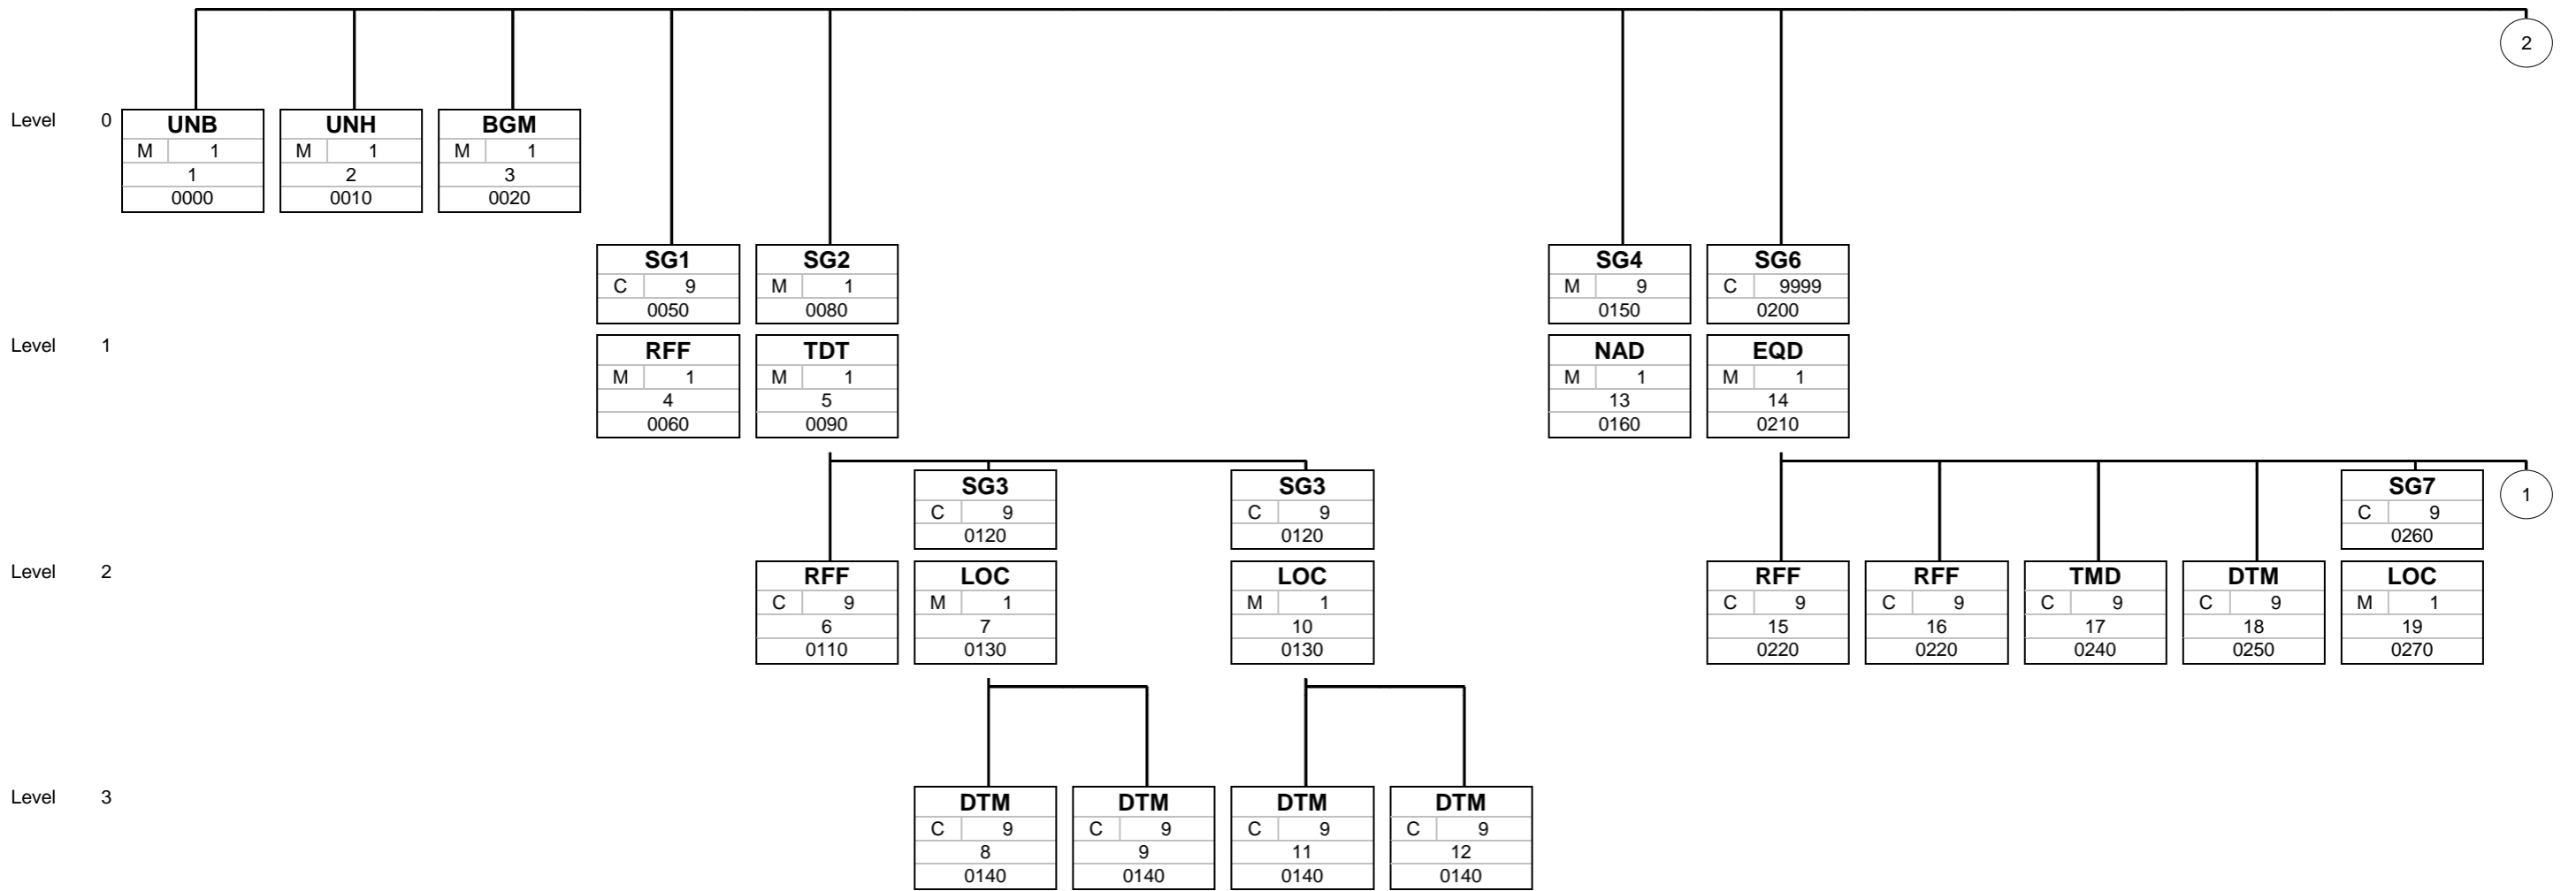 2
Level 0
UNB
M 1
1
0000
UNH
M 1
2
0010
BGM
M 1
3
0020
SG1
C 9
0050
SG2
M 1
0080
SG4
M 9
0150
SG6
C 9999
0200
Level 1
RFF
M 1
4
0060
TDT
M 1
5
0090
NAD
M 1
13
0160
EQD
M 1
14
0210
SG3
C 9
0120
SG3
C 9
0120
SG7
C 9
0260
1
Level 2
RFF
C 9
6
0110
LOC
M 1
7
0130
LOC
M 1
10
0130
RFF
C 9
15
0220
RFF
C 9
16
0220
TMD
C 9
17
0240
DTM
C 9
18
0250
LOC
M 1
19
0270
Level 3
DTM
C 9
8
0140
DTM
C 9
9
0140
DTM
C 9
11
0140
DTM
C 9
12
0140